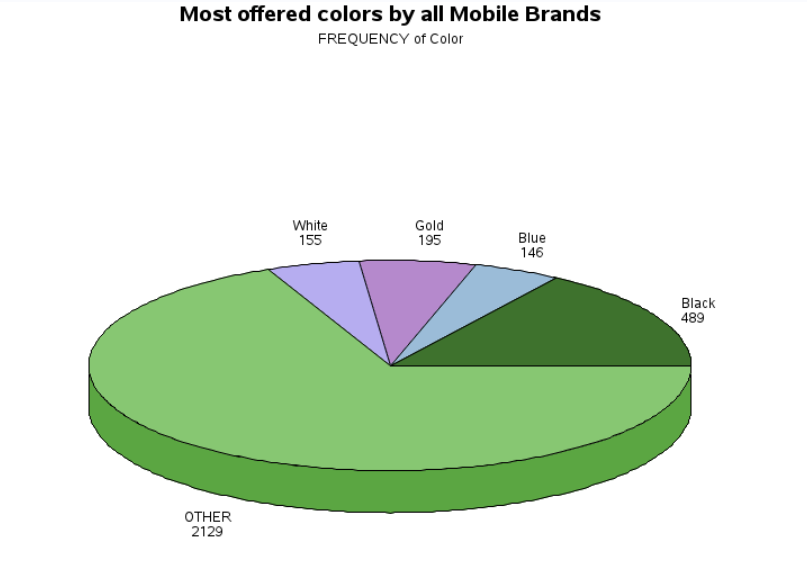 Most offered colors by all Mobile Brands
FREQUENCY of Color
White
155
Gold
195
Blue
146
Black
489
OTHER
2129